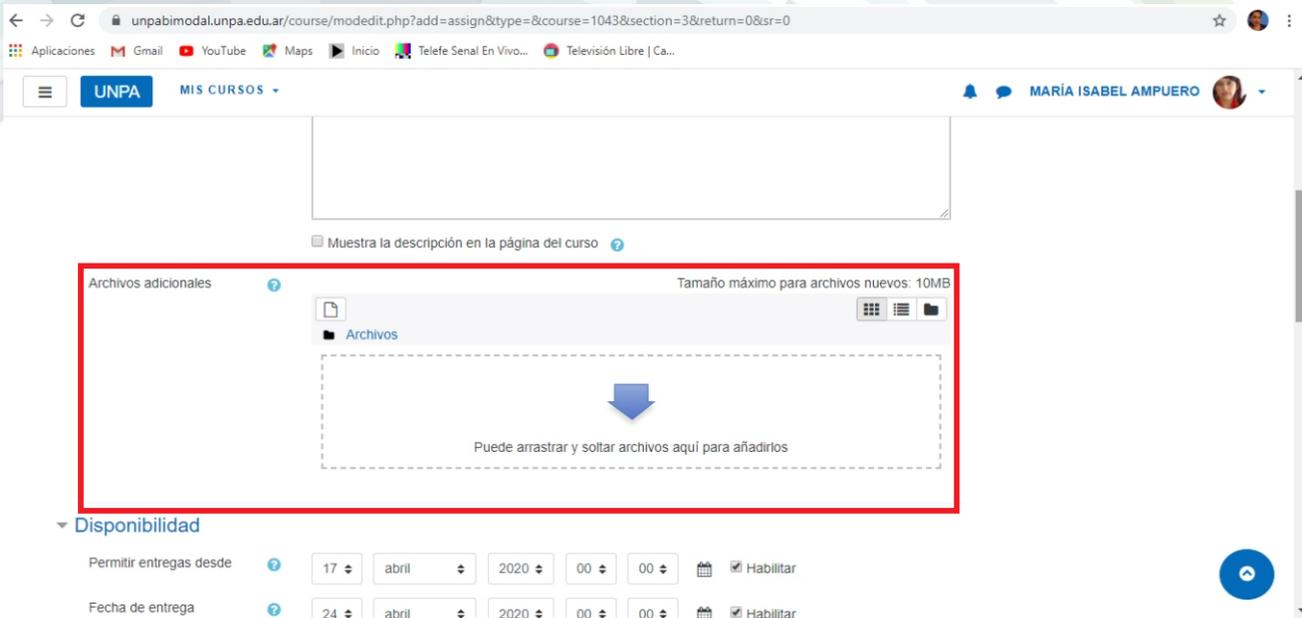 unpabimodal.unpa.edu.ar/course/modedit.php?add=assign&type=&course=1043&section=3&return=0&sr=0
Aplicaciones Gmail YouTube Maps Inicio Telefe Senal En Vivo... Televisión Libre | Ca...
UNPA MIS CURSOS MARÍA ISABEL AMPUERO
Muestra la descripción en la página del curso
Archivos adicionales Tamaño máximo para archivos nuevos: 10MB
Archivos
Puede arrastrar y soltar archivos aquí para añadirlos
Disponibilidad
Permitir entregas desde 17 abril 2020 00 00 Habilitar
Fecha de entrega 24 abril 2020 00 00 Habilitar